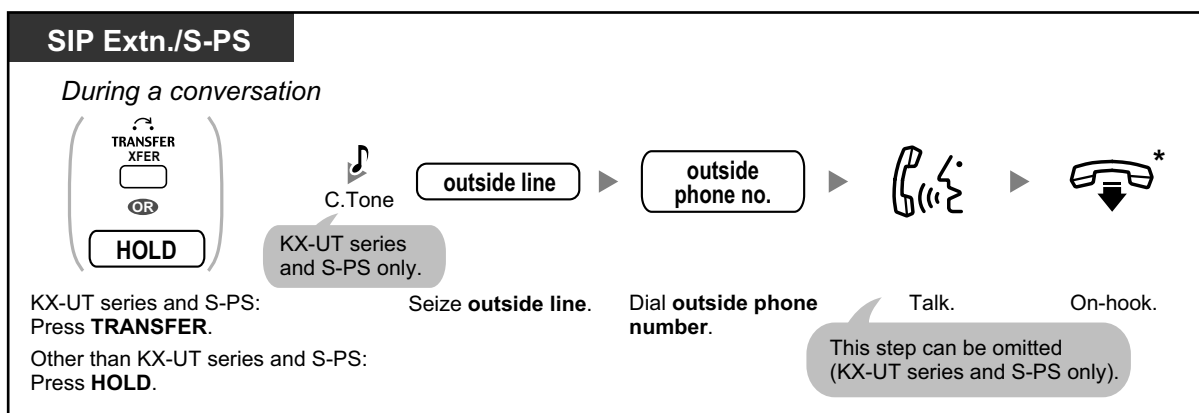 SIP Extn./S-PS
During a conversation
TRANSFER
XFER
OR
HOLD
C.Tone
KX-UT series
and S-PS only.
outside line
outside
phone no.
*
KX-UT series and S-PS:
Press TRANSFER.
Other than KX-UT series and S-PS:
Press HOLD.
Seize outside line.
Dial outside phone
number.
Talk.
This step can be omitted
(KX-UT series and S-PS only).
On-hook.